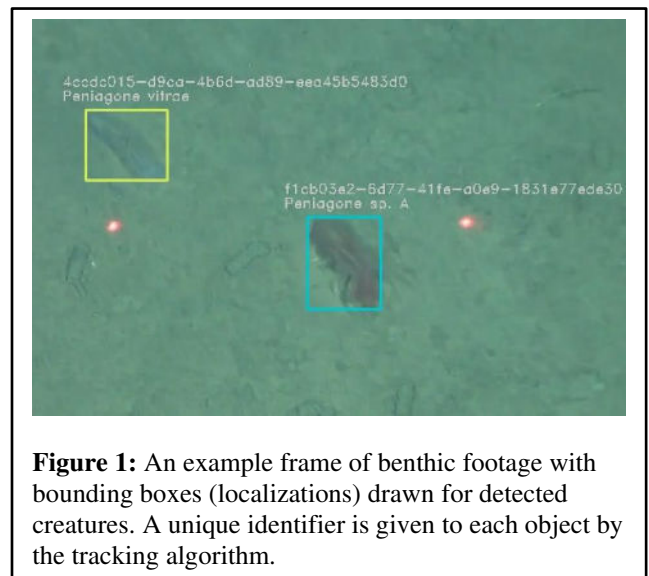 4ccdc015-d9ca-4b6d-ad89-eea45b5483d0
Peniagone vitrae
f1cb03e2-6d77-41fe-a0e9-1831e77ede30
Peniagone sp. A
Figure 1: An example frame of benthic footage with
bounding boxes (localizations) drawn for detected
creatures. A unique identifier is given to each object by
the tracking algorithm.